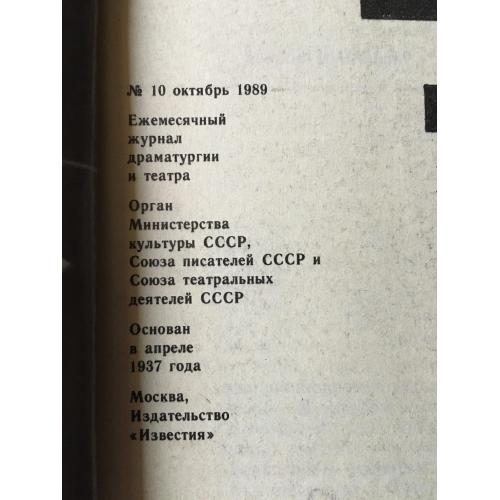 № 10 октябрь 1989
Ежемесячный
журнал
драматургии
и театра
Орган
Министерства
культуры СССР,
Союза писателей СССР и
Союза театральных
деятелей СССР
Основан
в апреле
1937 года
Москва,
Издательство
«Известия»